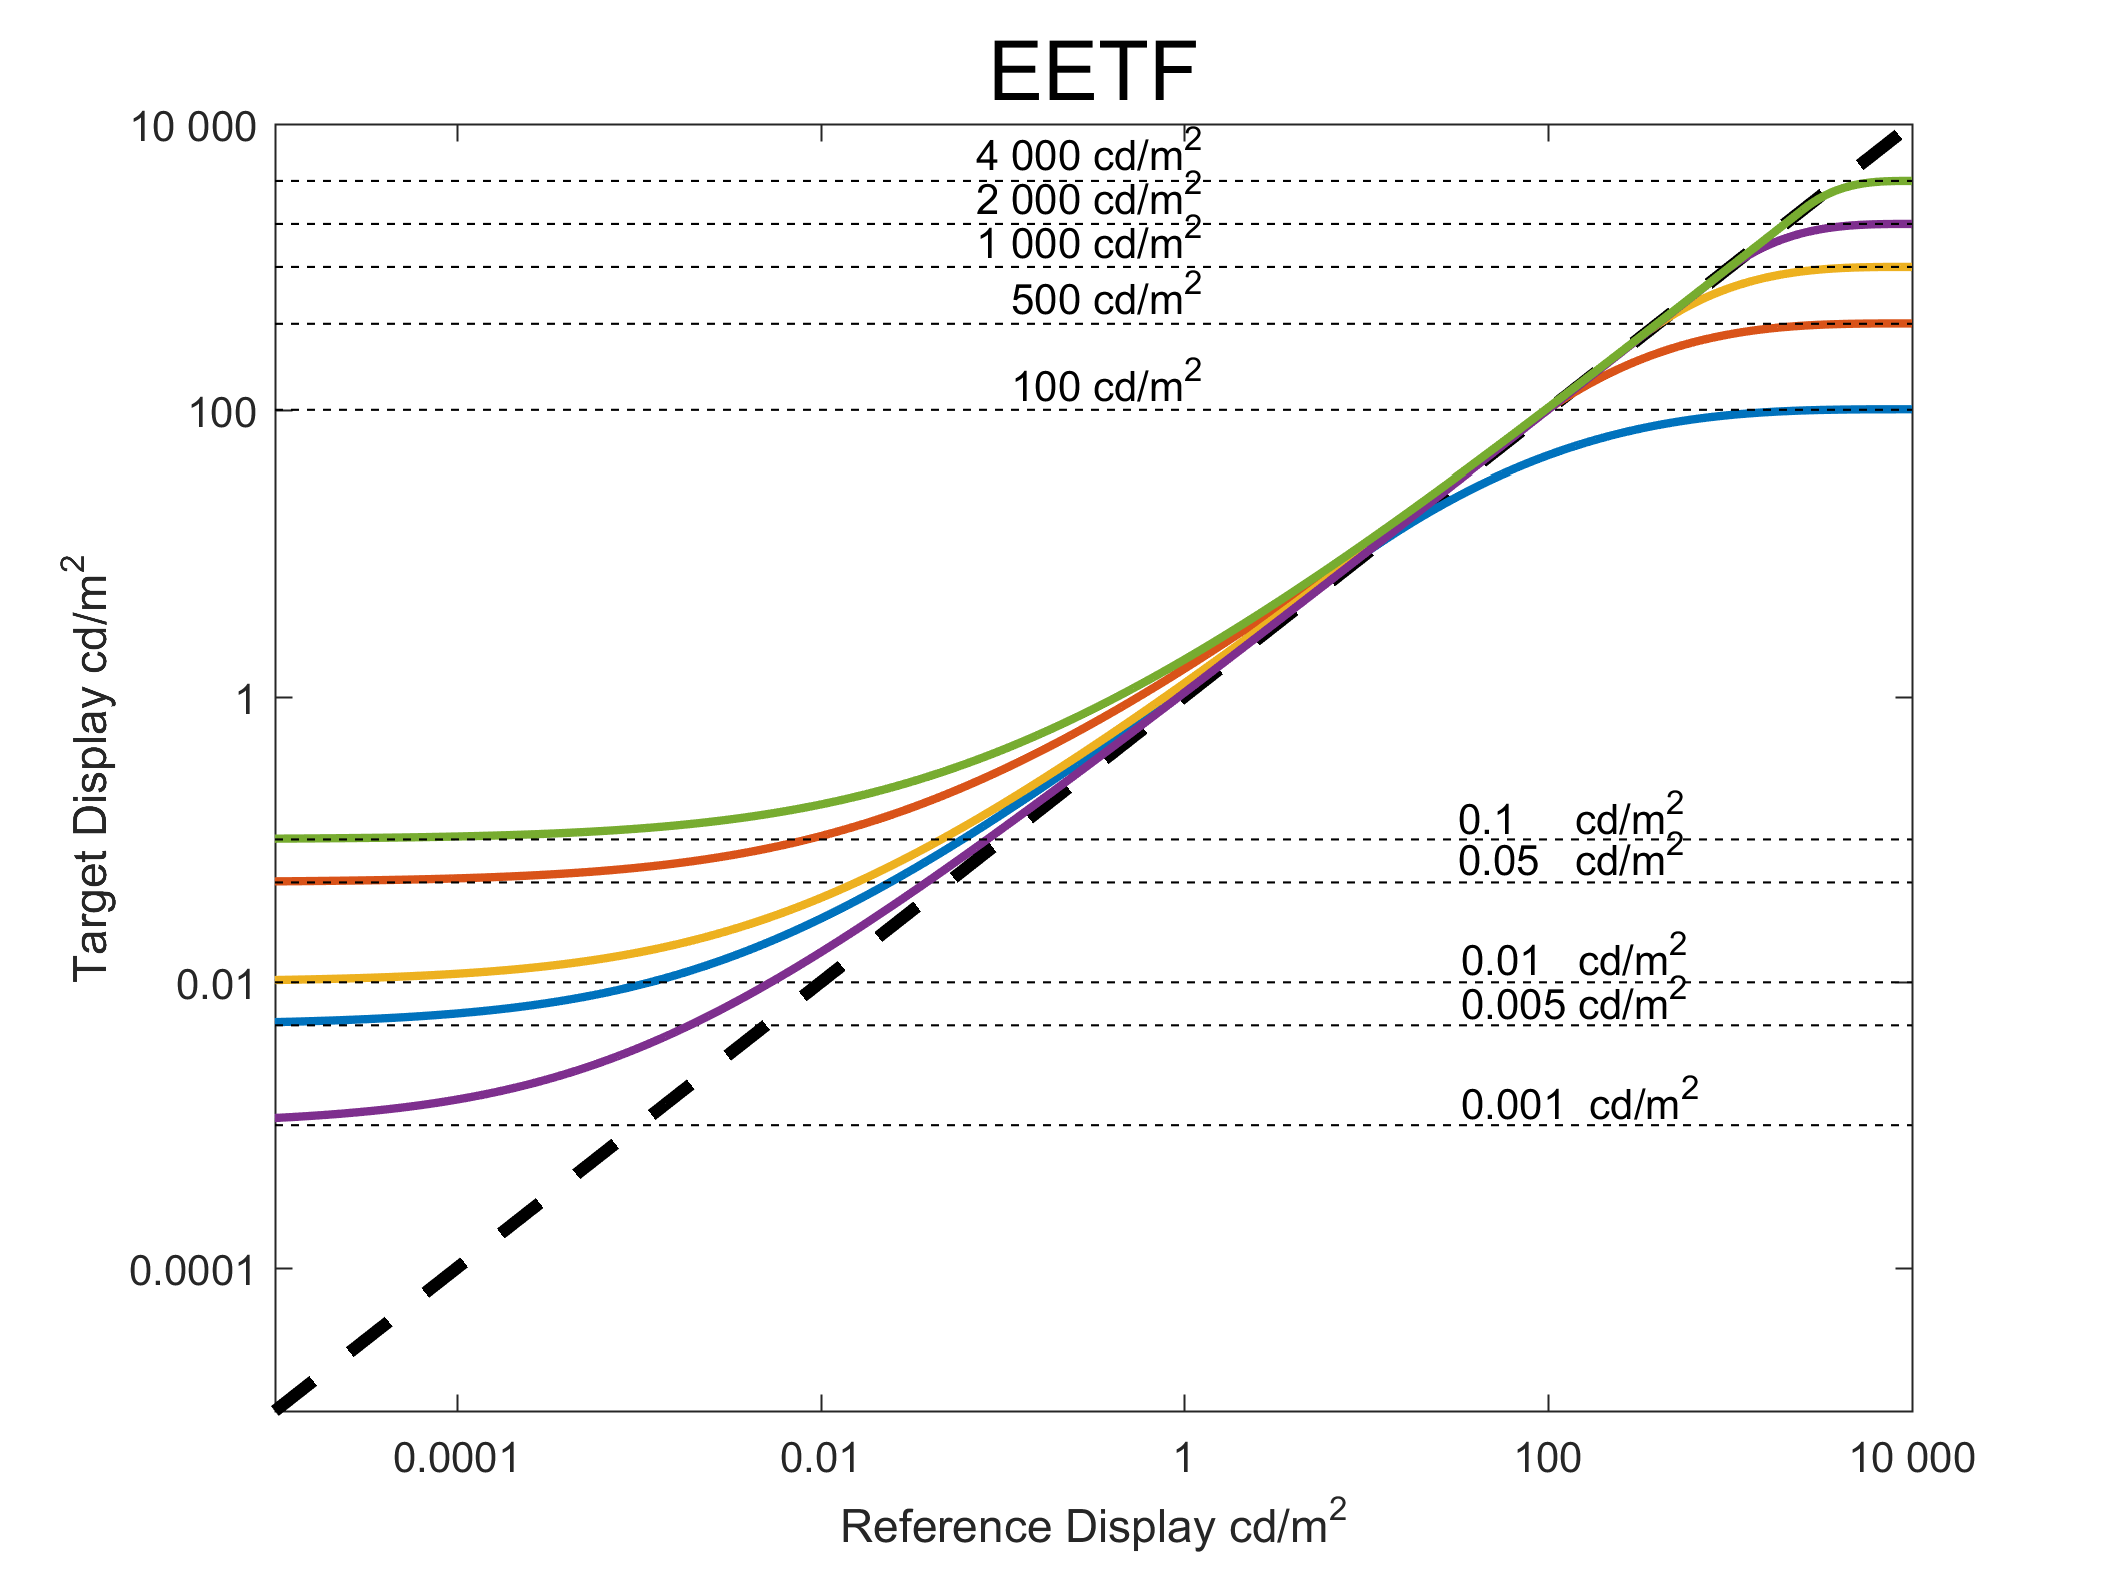 EETF
10 000
4 000 cd/m²
2 000 cd/m²
1 000 cd/m²
500 cd/m²
100 cd/m²
100
1
0.1 cd/m²
0.05 cd/m²
0.01 cd/m²
0.01
0.005 cd/m²
0.001 cd/m²
0.0001
Target Display cd/m²
0.0001 0.01 1 100 10 000
Reference Display cd/m²